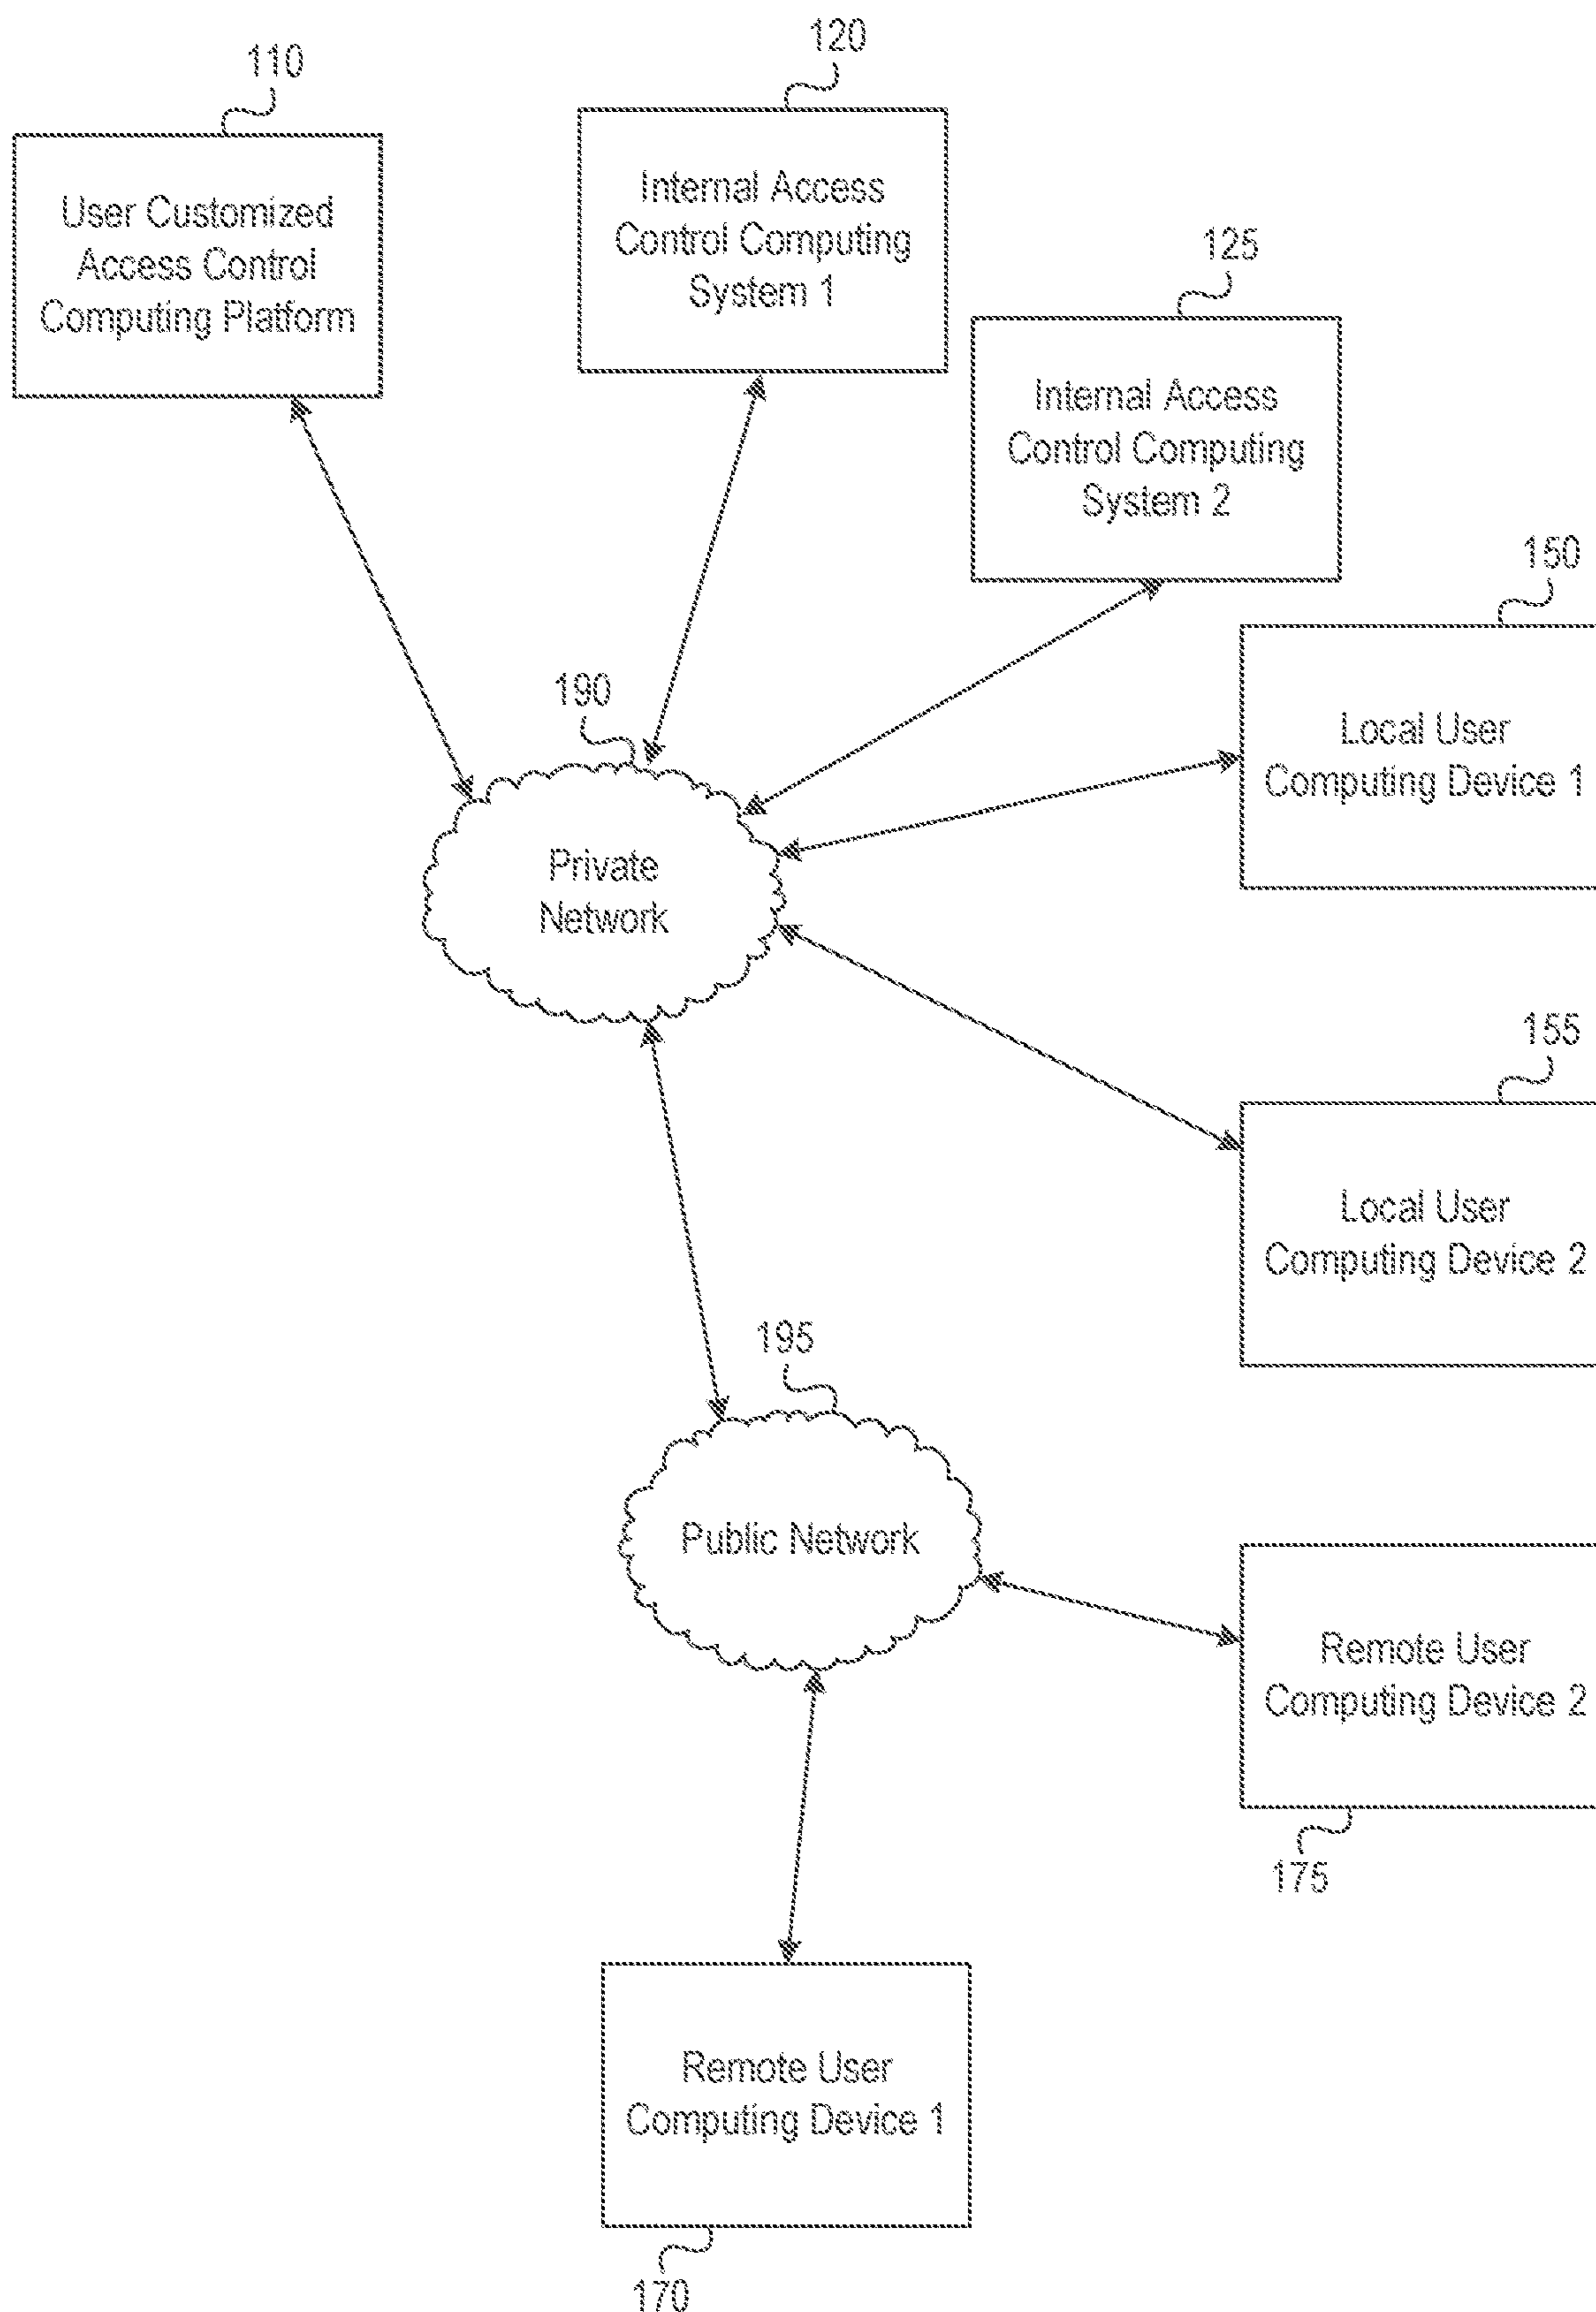 110
User Customized
Access Control
Computing Platform
120
Internal Access
Control Computing
System 1
125
Internal Access
Control Computing
System 2
150
Local User
Computing Device 1
190
Private
Network
155
Local User
Computing Device 2
195
Public Network
Remote User
Computing Device 2
175
Remote User
Computing Device 1
170